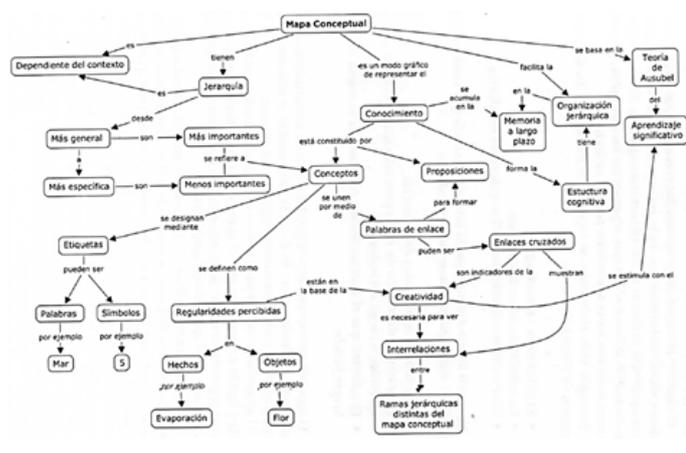 Mapa Conceptual
es
tienen
es un modo gráfico
de representar el
facilita la
se basa en la
Dependiente del contexto
Teoría
de
Ausubel
es
Jerarquía
se
acumula
en la
en la
del
desde
Conocimiento
Memoria
a largo
plazo
Organización
jerárquica
Aprendizaje
significativo
Más general
son
Más importantes
está constituido por
tiene
a
se refiere a
Conceptos
Proposiciones
forma la
Más específica
son
Menos importantes
se unen
por medio
de
para formar
Estuctura
cognitiva
se designan
mediante
Palabras de enlace
Etiquetas
puden ser
Enlaces cruzados
pueden ser
se definen como
están en
la base de la
son indicadores de la
muestran
se estimula con el
Palabras
Símbolos
Regularidades percibidas
Creatividad
por ejemplo
por ejemplo
es necesaria para ver
en
Mar
5
Hechos
Objetos
Interrelaciones
por ejemplo
por ejemplo
entre
Evaporación
Flor
Ramas jerárquicas
distintas del
mapa conceptual